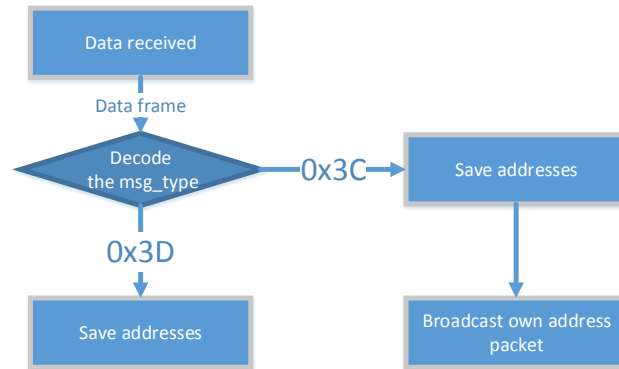 Data received
Data frame
Decode
the msg_type
0x3C
Save addresses
0x3D
Save addresses
Broadcast own address
packet